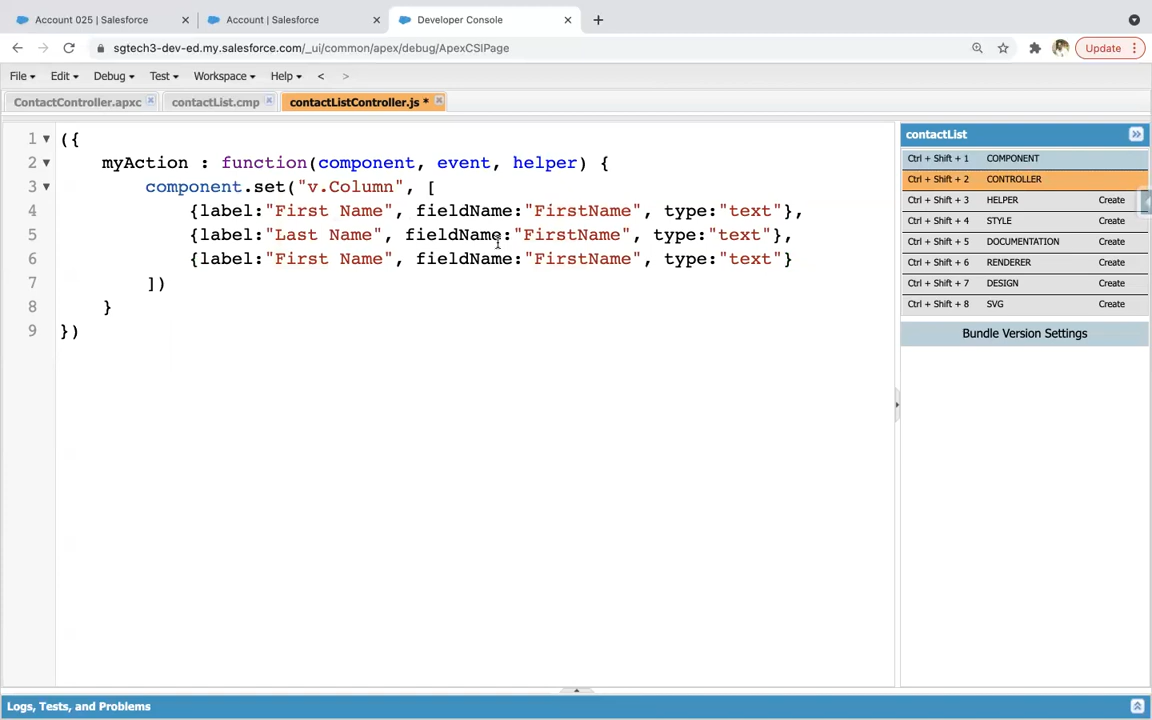 Account 025 | Salesforce
Account | Salesforce
Developer Console
sgtech3-dev-ed.my.salesforce.com/_ui/common/apex/debug/ApexCSIPage
Update
File
Edit
Debug
Test
Workspace
Help
<
>
ContactController.apxc
contactList.cmp
contactListController.js *
1 ({
2 myAction : function(component, event, helper) {
3 component.set("v.Column", [
4 {label:"First Name", fieldName:"FirstName", type:"text"},
5 {label:"Last Name", fieldName:"FirstName", type:"text"},
6 {label:"First Name", fieldName:"FirstName", type:"text"}
7 ])
8 }
9 })
contactList
Ctrl + Shift + 1 COMPONENT
Ctrl + Shift + 2 CONTROLLER
Ctrl + Shift + 3 HELPER Create
Ctrl + Shift + 4 STYLE Create
Ctrl + Shift + 5 DOCUMENTATION Create
Ctrl + Shift + 6 RENDERER Create
Ctrl + Shift + 7 DESIGN Create
Ctrl + Shift + 8 SVG Create
Bundle Version Settings
Logs, Tests, and Problems